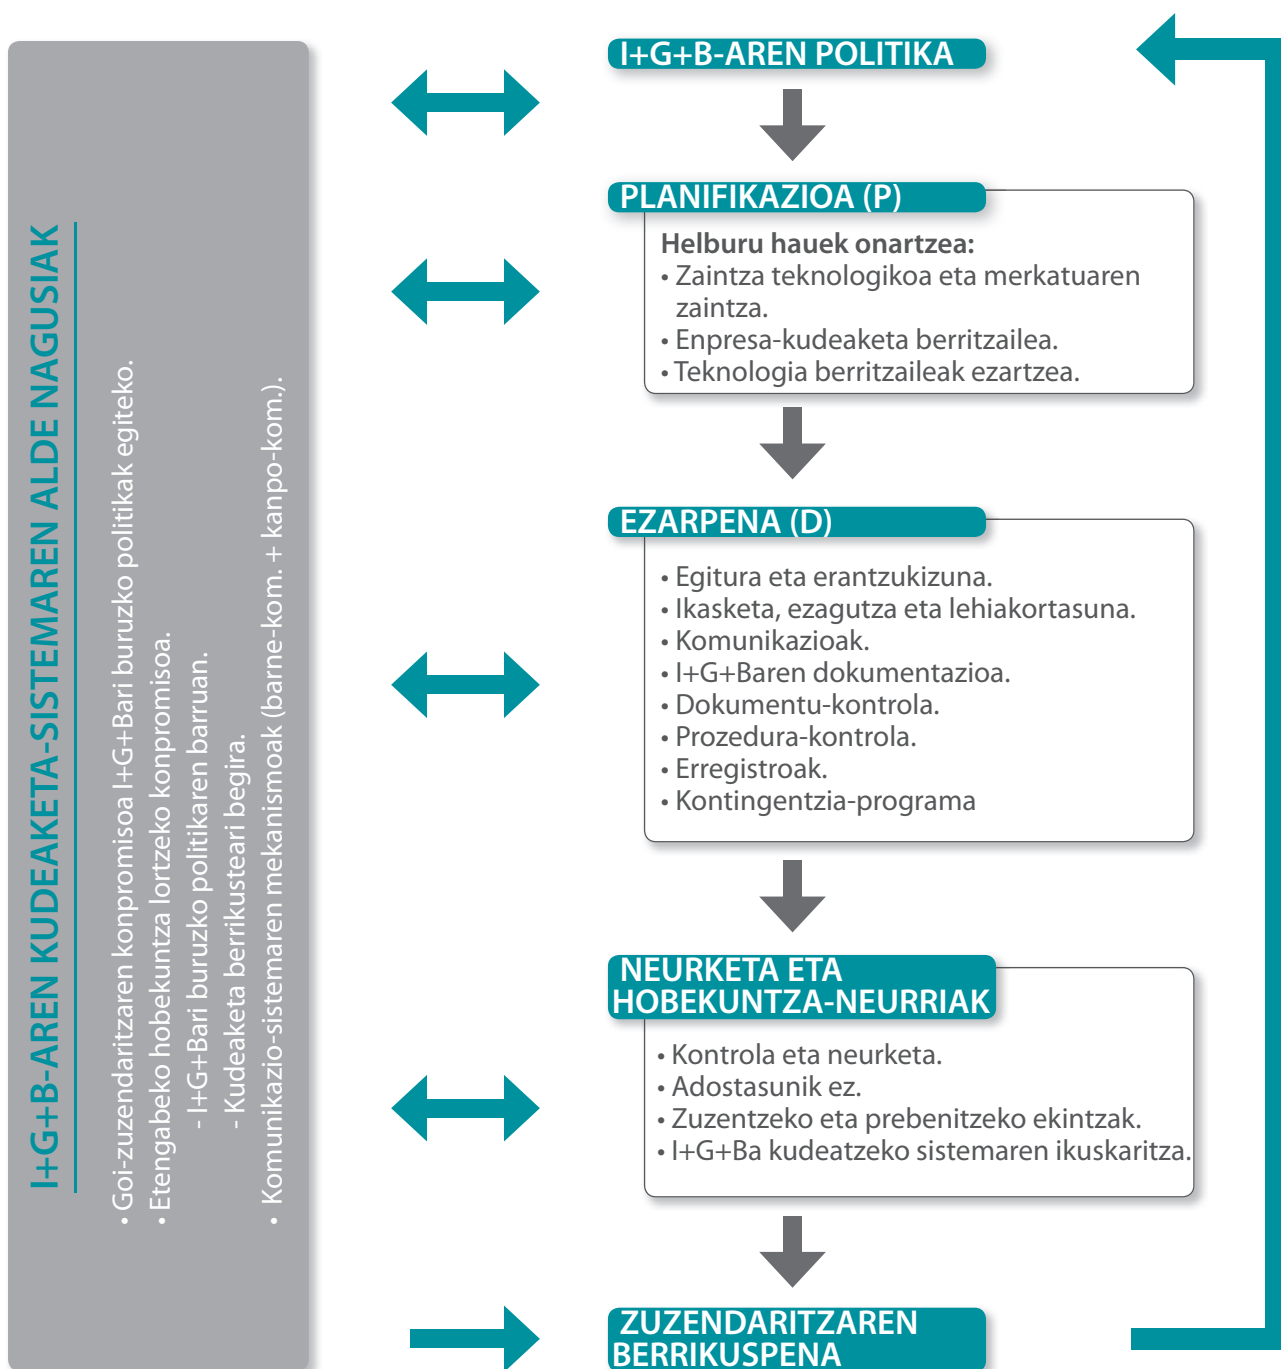 I+G+B-AREN KUDEAKETA-SISTEMAREN ALDE NAGUSIAK
• Goi-zuzendaritzaren konpromisoa I+G+Bari buruzko politikak egiteko.
• Etengabeko hobekuntza lortzeko konpromisoa.
- I+G+Bari buruzko politikaren barruan.
- Kudeaketa berrikusteari begira.
• Komunikazio-sistemaren mekanismoak (barne-kom. + kanpo-kom.).
I+G+B-AREN POLITIKA
PLANIFIKAZIOA (P)
Helburu hauek onartzea:
• Zaintza teknologikoa eta merkatuaren
zaintza.
• Enpresa-kudeaketa berritzailea.
• Teknologia berritzaileak ezartzea.
EZARPENA (D)
• Egitura eta erantzukizuna.
• Ikasketa, ezagutza eta lehiakortasuna.
• Komunikazioak.
• I+G+Baren dokumentazioa.
• Dokumentu-kontrola.
• Prozedura-kontrola.
• Erregistroak.
• Kontingentzia-programa
NEURKETA ETA
HOBEKUNTZA-NEURRIAK
• Kontrola eta neurketa.
• Adostasunik ez.
• Zuzentzeko eta prebenitzeko ekintzak.
• I+G+Ba kudeatzeko sistemaren ikuskaritza.
ZUZENDARITZAREN
BERRIKUSPENA